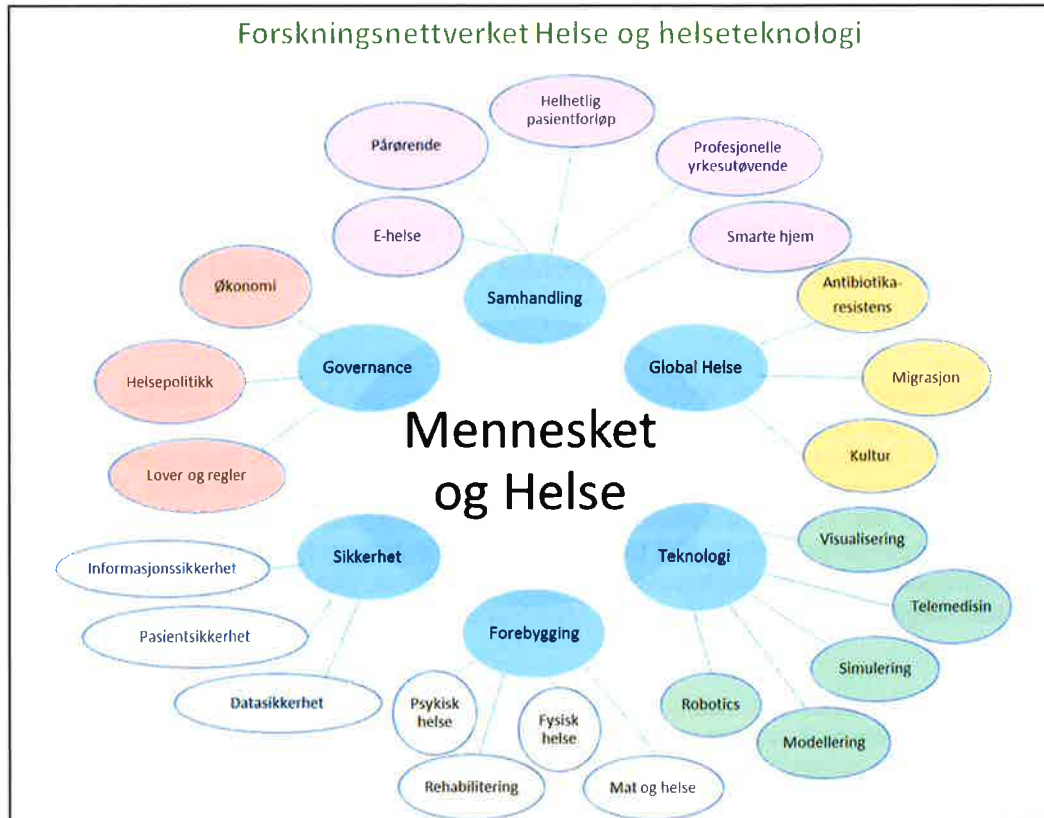 Forskningsnettverket Helse og helseteknologi
Helhetlig
pasientforløp
Pårørende
Profesjonelle
yrkesutøvende
E-helse
Smarte hjem
Samhandling
Økonomi
Antibiotika-
resistens
Governance
Global Helse
Helsepolitikk
Migrasjon
Mennesket
og Helse
Lover og regler
Kultur
Sikkerhet
Teknologi
Visualisering
Informasjonssikkerhet
Telemedisin
Pasientsikkerhet
Forebygging
Simulering
Datasikkerhet
Psykisk
helse
Fysisk
helse
Robotics
Modellering
Rehabilitering
Mat og helse